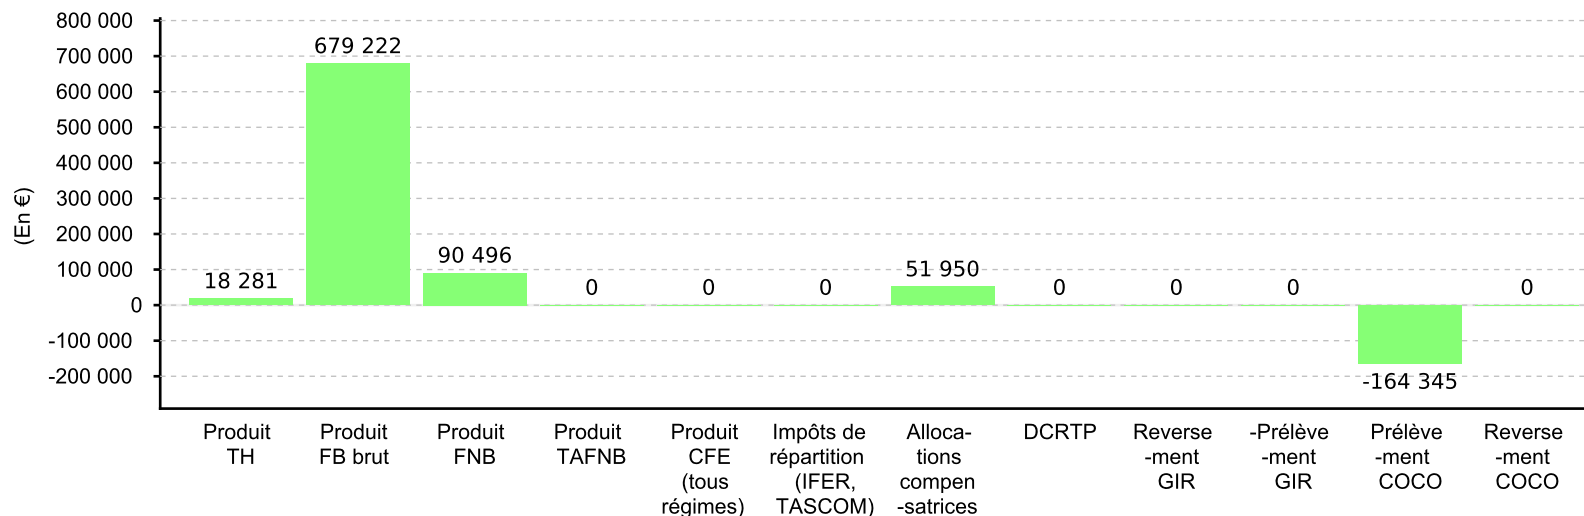 800 000
700 000
600 000
500 000
400 000
300 000
200 000
100 000
0
-100 000
-200 000
(En €)
18 281
679 222
90 496
0
0
0
51 950
0
0
0
-164 345
0
Produit
TH
Produit
FB brut
Produit
FNB
Produit
TAFNB
Produit
CFE
(tous
régimes)
Impôts de
répartition
(IFER,
TASCOM)
Alloca-
tions
compen
-satrices
DCRTP
Reverse
-ment
GIR
-Prélève
-ment
GIR
Prélève
-ment
COCO
Reverse
-ment
COCO